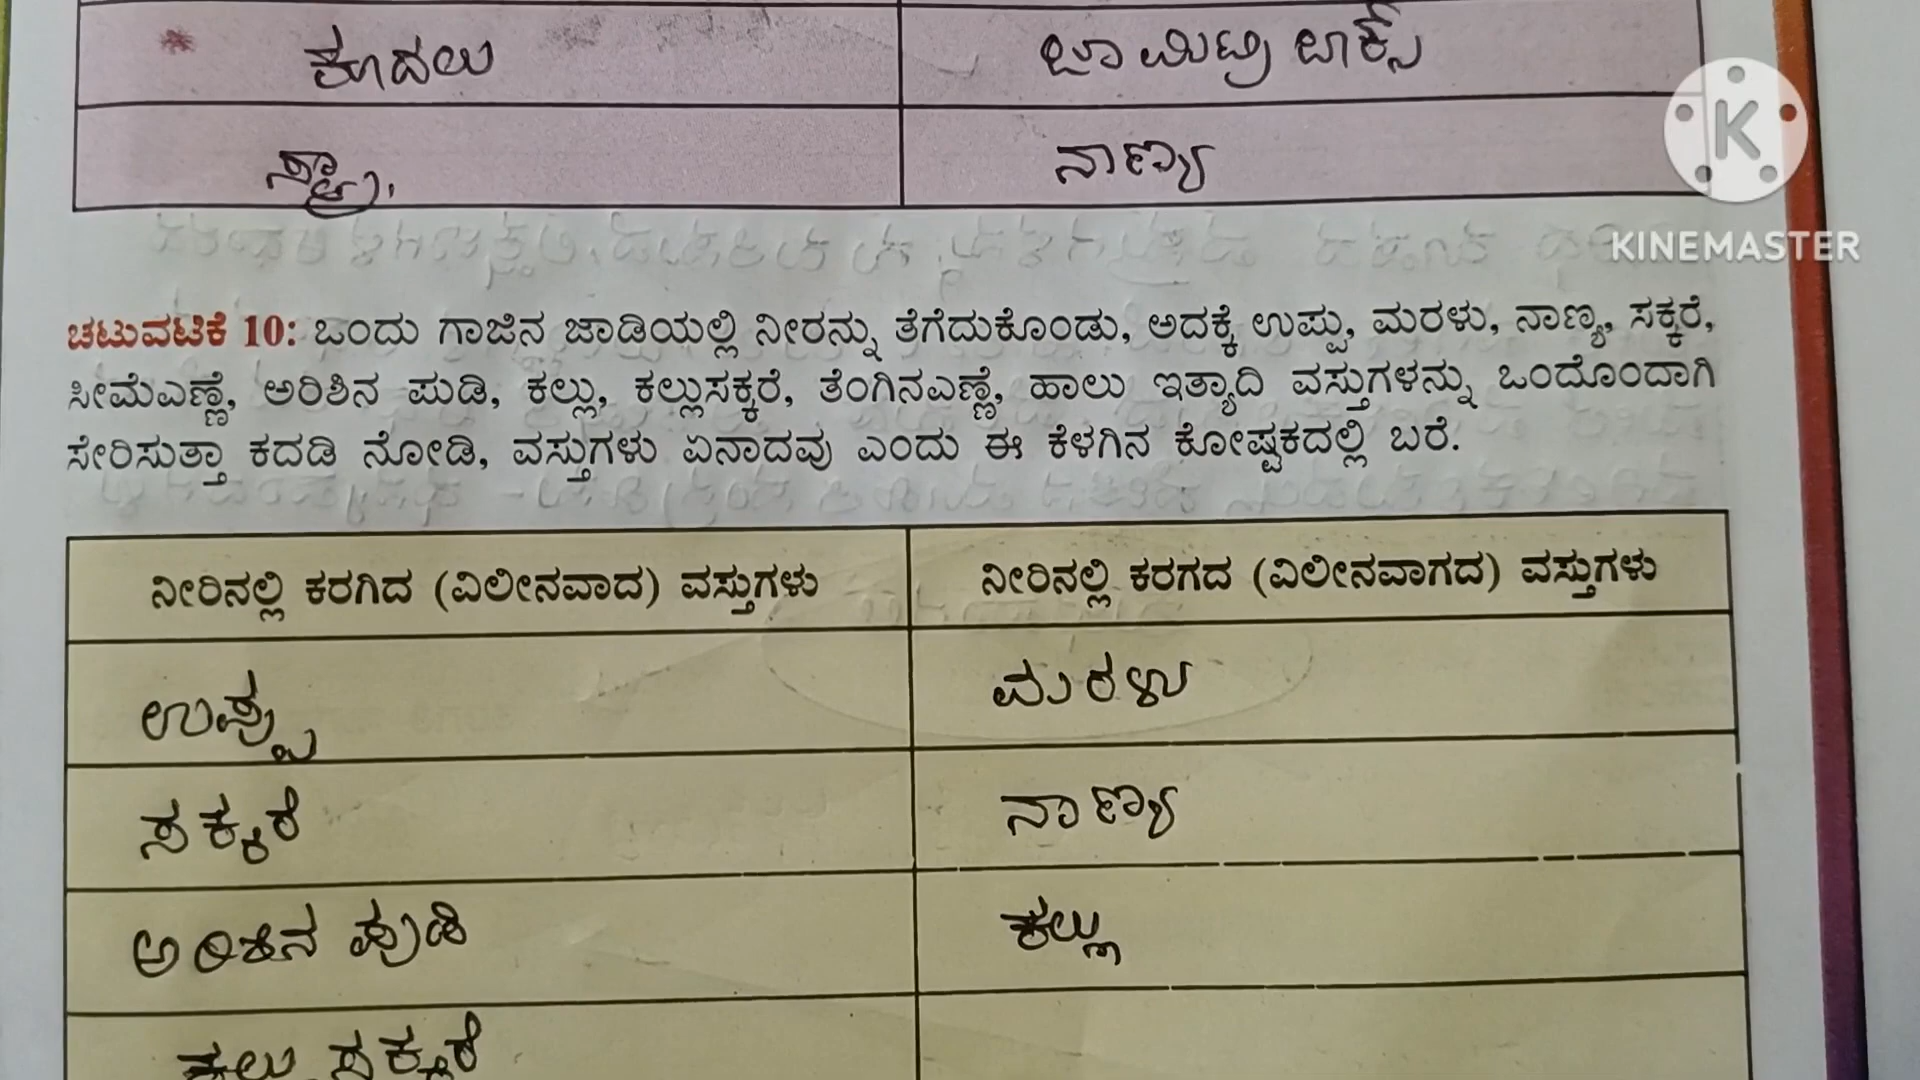 ಕೂದಲು
ಜಾಮಿಟ್ರಿ ಬಾಕ್ಸ್
ಸ್ಟ್ರಾ.
ನಾಣ್ಯ
KINEMASTER
ಚಟುವಟಿಕೆ 10: ಒಂದು ಗಾಜಿನ ಜಾಡಿಯಲ್ಲಿ ನೀರನ್ನು ತೆಗೆದುಕೊಂಡು, ಅದಕ್ಕೆ ಉಪ್ಪು, ಮರಳು, ನಾಣ್ಯ, ಸಕ್ಕರೆ,
ಸೀಮೆಎಣ್ಣೆ, ಅರಿಶಿನ ಪುಡಿ, ಕಲ್ಲು, ಕಲ್ಲುಸಕ್ಕರೆ, ತೆಂಗಿನಎಣ್ಣೆ, ಹಾಲು ಇತ್ಯಾದಿ ವಸ್ತುಗಳನ್ನು ಒಂದೊಂದಾಗಿ
ಸೇರಿಸುತ್ತಾ ಕದಡಿ ನೋಡಿ, ವಸ್ತುಗಳು ಏನಾದವು ಎಂದು ಈ ಕೆಳಗಿನ ಕೋಷ್ಟಕದಲ್ಲಿ ಬರೆ.
ನೀರಿನಲ್ಲಿ ಕರಗಿದ (ವಿಲೀನವಾದ) ವಸ್ತುಗಳು
ನೀರಿನಲ್ಲಿ ಕರಗದ (ವಿಲೀನವಾಗದ) ವಸ್ತುಗಳು
ಉಪ್ಪು
ಮರಳು
ಸಕ್ಕರೆ
ನಾಣ್ಯ
ಅರಿಶಿನ ಪುಡಿ
ಕಲ್ಲು
ಕಲ್ಲು ಸಕ್ಕರೆ